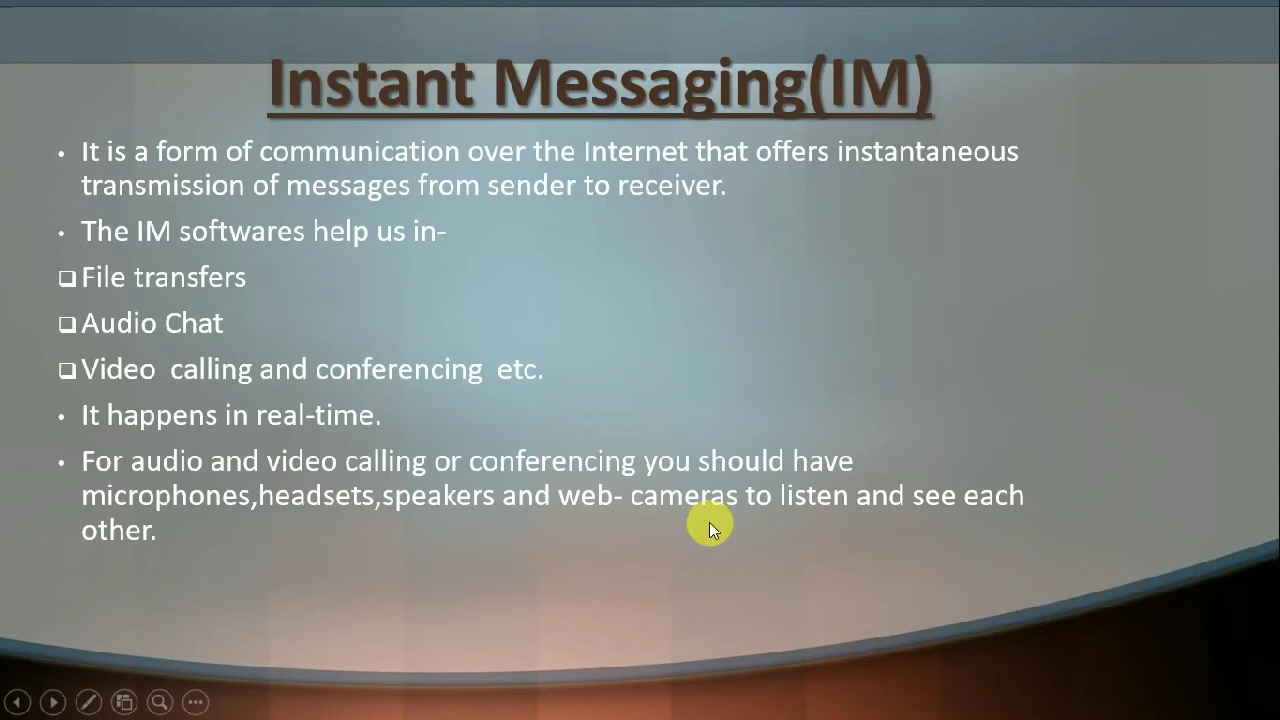 Instant Messaging(IM)
• It is a form of communication over the Internet that offers instantaneous
transmission of messages from sender to receiver.
• The IM softwares help us in-
❑ File transfers
❑ Audio Chat
❑ Video  calling and conferencing  etc.
• It happens in real-time.
• For audio and video calling or conferencing you should have
microphones,headsets,speakers and web- cameras to listen and see each
other.